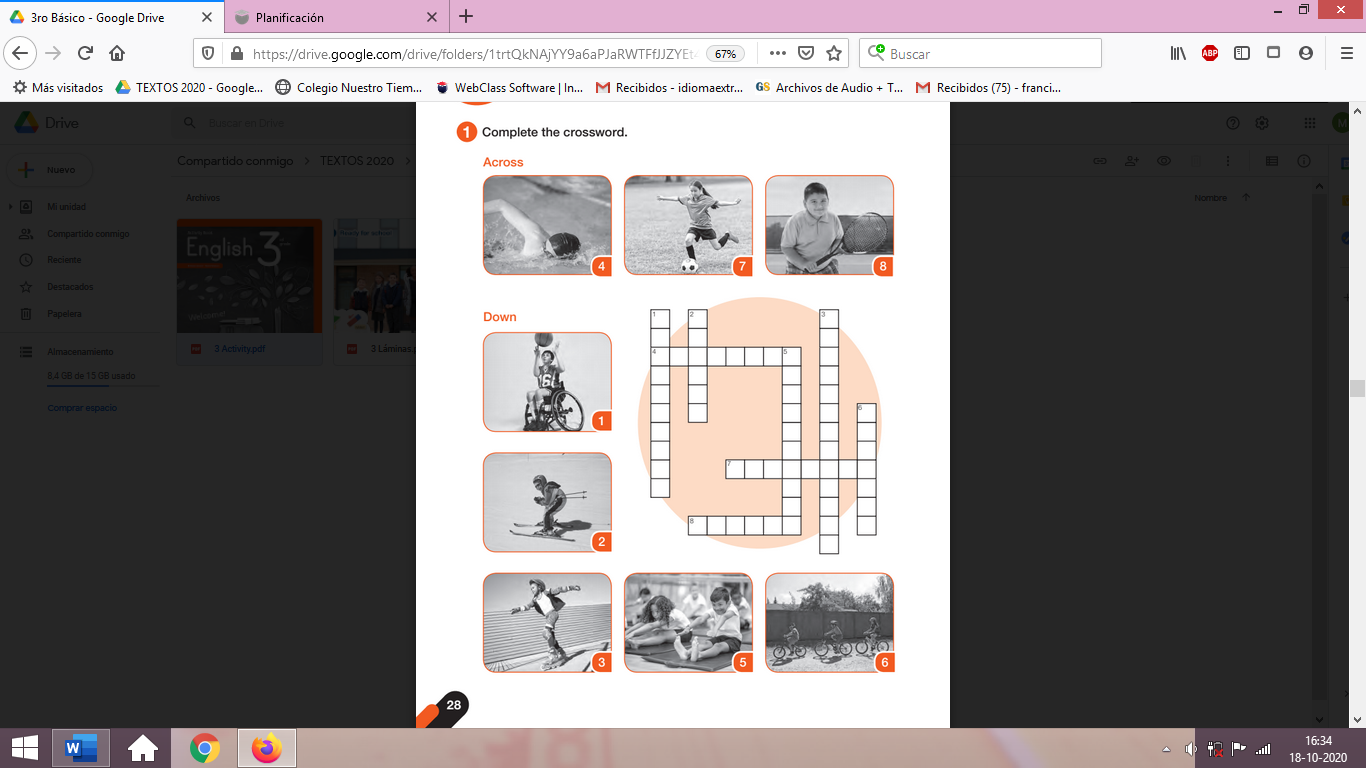 3ro Básico - Google Drive
Planificación
https://drive.google.com/drive/folders/1trtQkNAjYY9a6aPJaRWTFfJJZYEt4
67%
Buscar
Más visitados
TEXTOS 2020 - Google...
Colegio Nuestro Tiem...
WebClass Software | In...
Recibidos - idiomaextr...
Archivos de Audio + T...
Recibidos (75) - franci...
Drive
Buscar en Drive
Nuevo
Compartido conmigo
TEXTOS 2020
Mi unidad
Compartido conmigo
Reciente
Destacados
Papelera
Almacenamiento
8,4 GB de 15 GB usado
Comprar espacio
Archivos
Nombre
English 3
3 Activity.pdf
3 Láminas.p
1 Complete the crossword.
Across
4
7
8
Down
1
2
3
5
6
1 2 3
4 5
6
7
8
28
16:34
18-10-2020